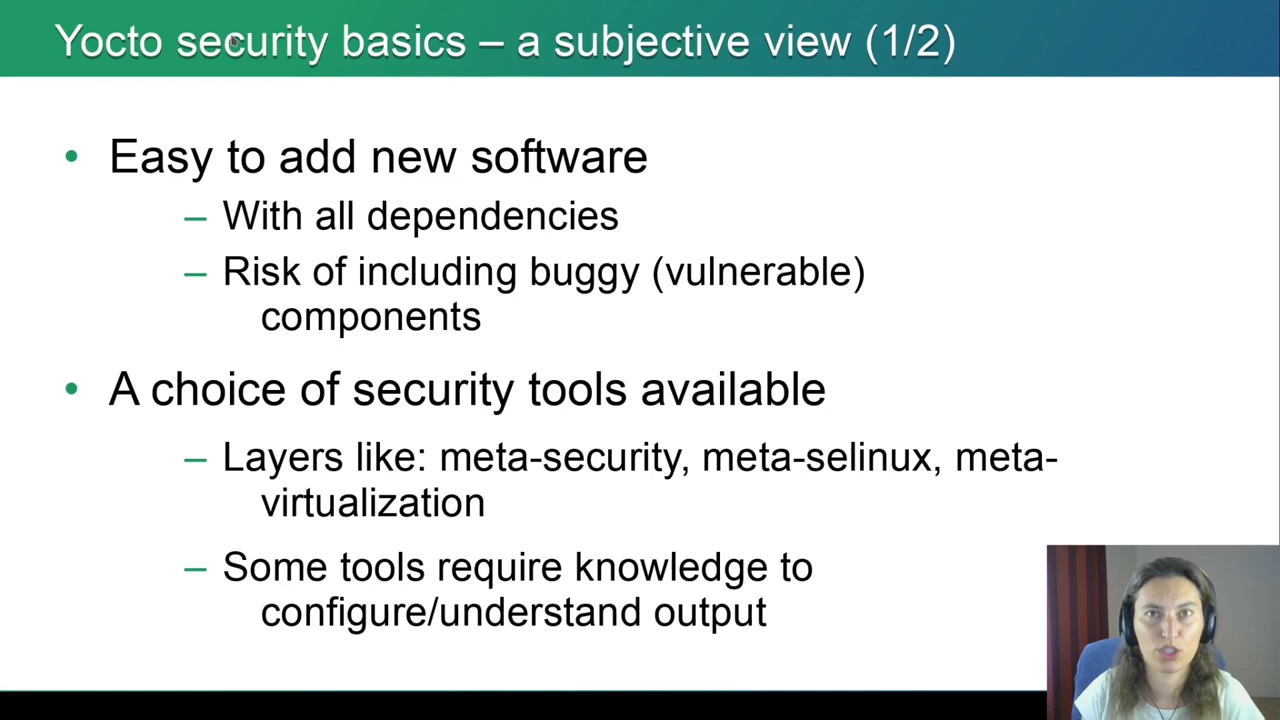 Yocto security basics – a subjective view (1/2)
• Easy to add new software
– With all dependencies
– Risk of including buggy (vulnerable)
components
• A choice of security tools available
– Layers like: meta-security, meta-selinux, meta-
virtualization
– Some tools require knowledge to
configure/understand output